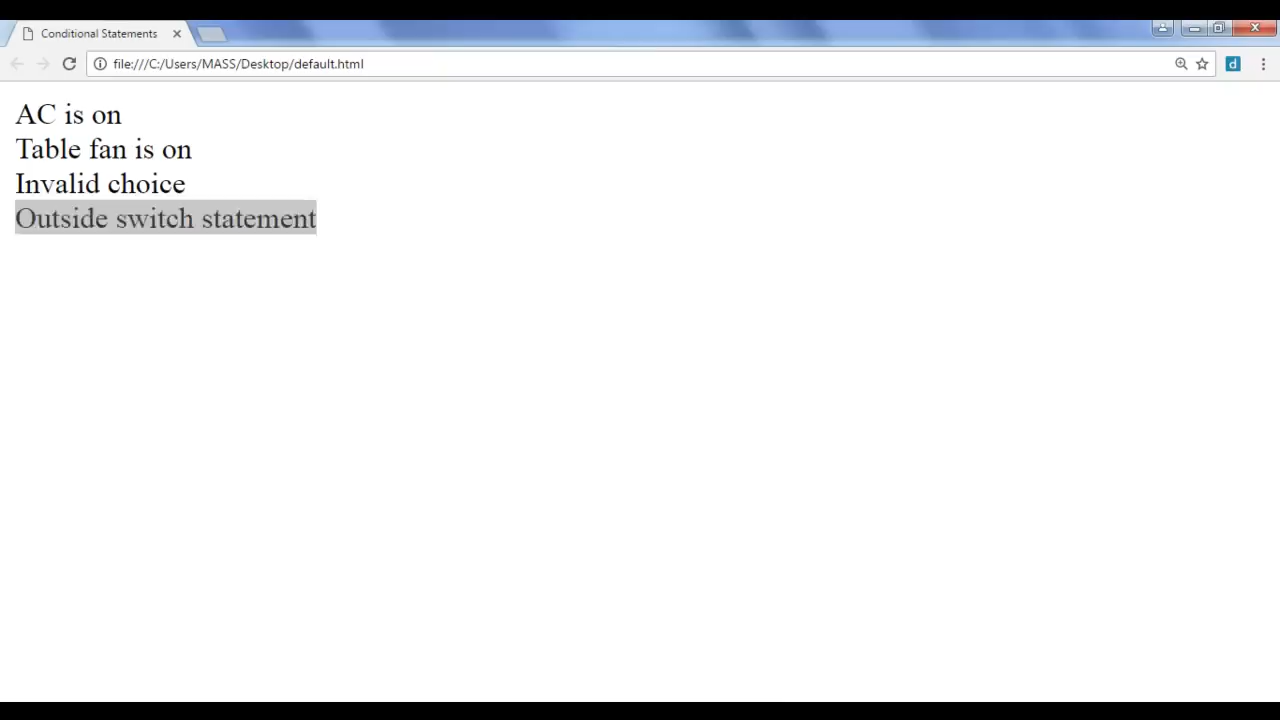 Conditional Statements
file:///C:/Users/MASS/Desktop/default.html
d
AC is on
Table fan is on
Invalid choice
Outside switch statement